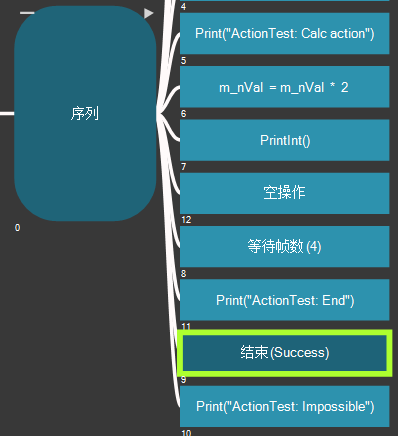 4
Print("ActionTest: Calc action")
5
m_nVal = m_nVal * 2
序列
6
PrintInt()
7
空操作
12
0
等待帧数(4)
8
Print("ActionTest: End")
11
结束(Success)
9
Print("ActionTest: Impossible")
10